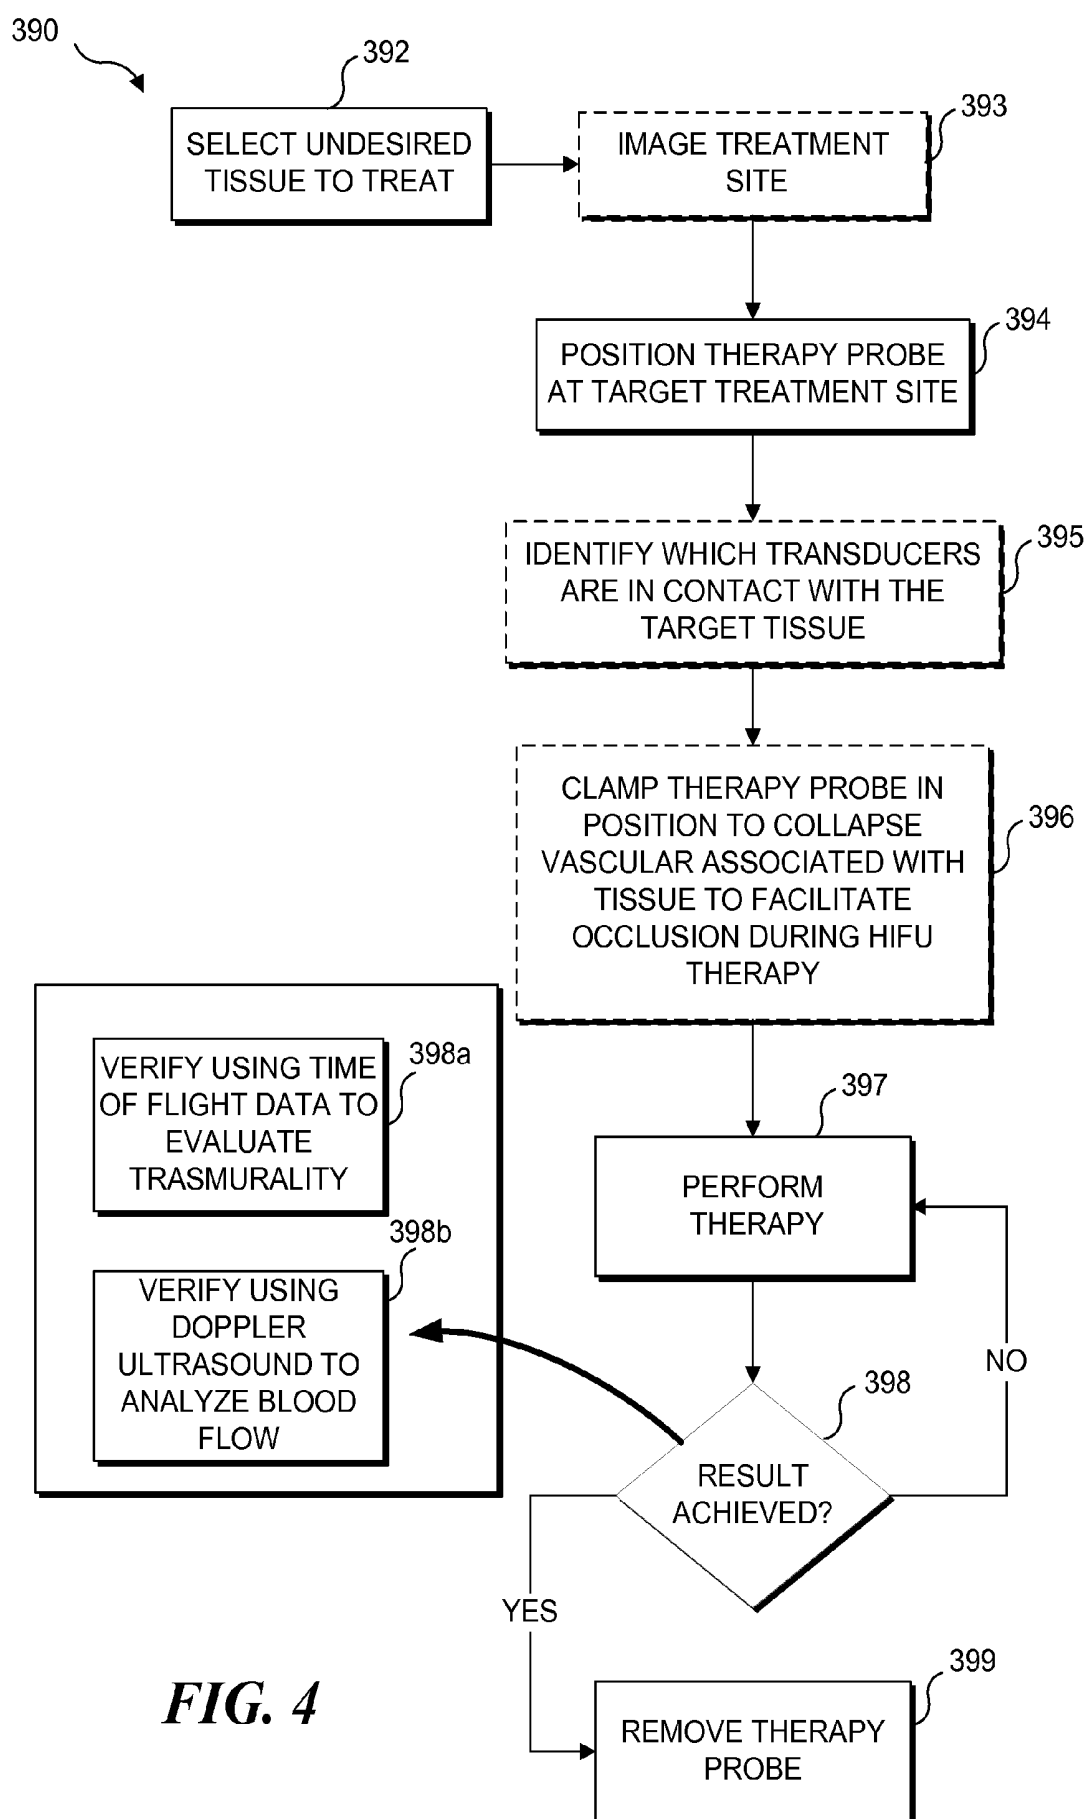 390
392
SELECT UNDESIRED
TISSUE TO TREAT
393
IMAGE TREATMENT
SITE
394
POSITION THERAPY PROBE
AT TARGET TREATMENT SITE
395
IDENTIFY WHICH TRANSDUCERS
ARE IN CONTACT WITH THE
TARGET TISSUE
396
CLAMP THERAPY PROBE IN
POSITION TO COLLAPSE
VASCULAR ASSOCIATED WITH
TISSUE TO FACILITATE
OCCLUSION DURING HIFU
THERAPY
397
PERFORM
THERAPY
398
RESULT
ACHIEVED?
NO
YES
398a
VERIFY USING TIME
OF FLIGHT DATA TO
EVALUATE
TRASMURALITY
398b
VERIFY USING
DOPPLER
ULTRASOUND TO
ANALYZE BLOOD
FLOW
399
REMOVE THERAPY
PROBE
FIG. 4